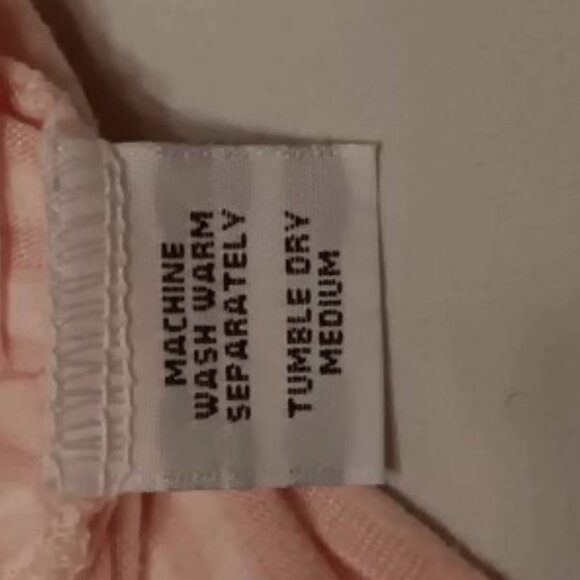 MACHINE
WASH WARM
SEPARATELY
TUMBLE DRY
MEDIUM